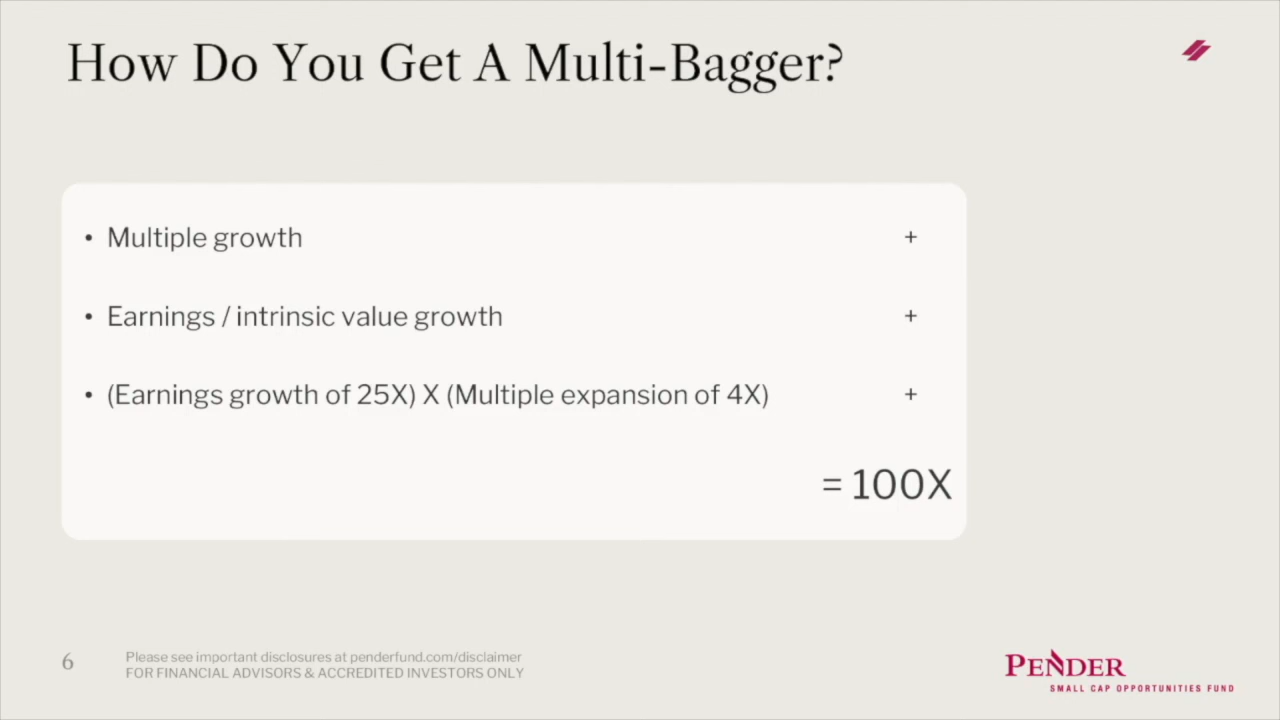 How Do You Get A Multi-Bagger?
• Multiple growth +
• Earnings / intrinsic value growth +
• (Earnings growth of 25X) X (Multiple expansion of 4X) +
= 100X
6
Please see important disclosures at penderfund.com/disclaimer
FOR FINANCIAL ADVISORS & ACCREDITED INVESTORS ONLY
PENDER
SMALL CAP OPPORTUNITIES FUND